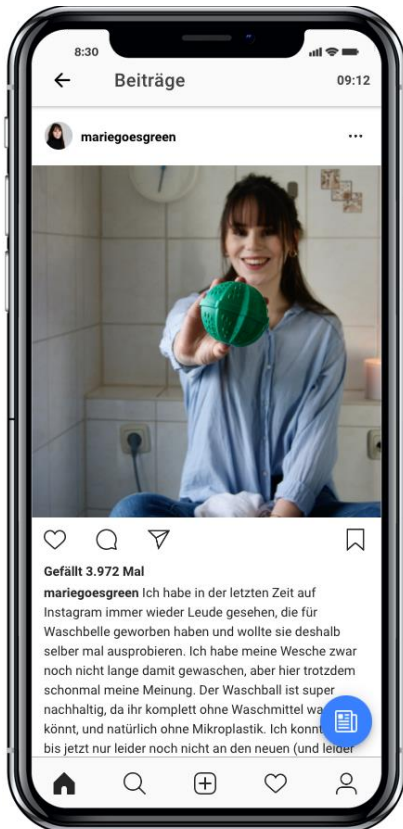 8:30
Beiträge
09:12
mariegoesgreen
Gefällt 3.972 Mal
mariegoesgreen Ich habe in der letzten Zeit auf
Instagram immer wieder Leude gesehen, die für
Waschbelle geworben haben und wollte sie deshalb
selber mal ausprobieren. Ich habe meine Wesche zwar
noch nicht lange damit gewaschen, aber hier trotzdem
schonmal meine Meinung. Der Waschball ist super
nachhaltig, da ihr komplett ohne Waschmittel
könnt, und natürlich ohne Mikroplastik. Ich
bis jetzt nur leider noch nicht an den neuen (und leider